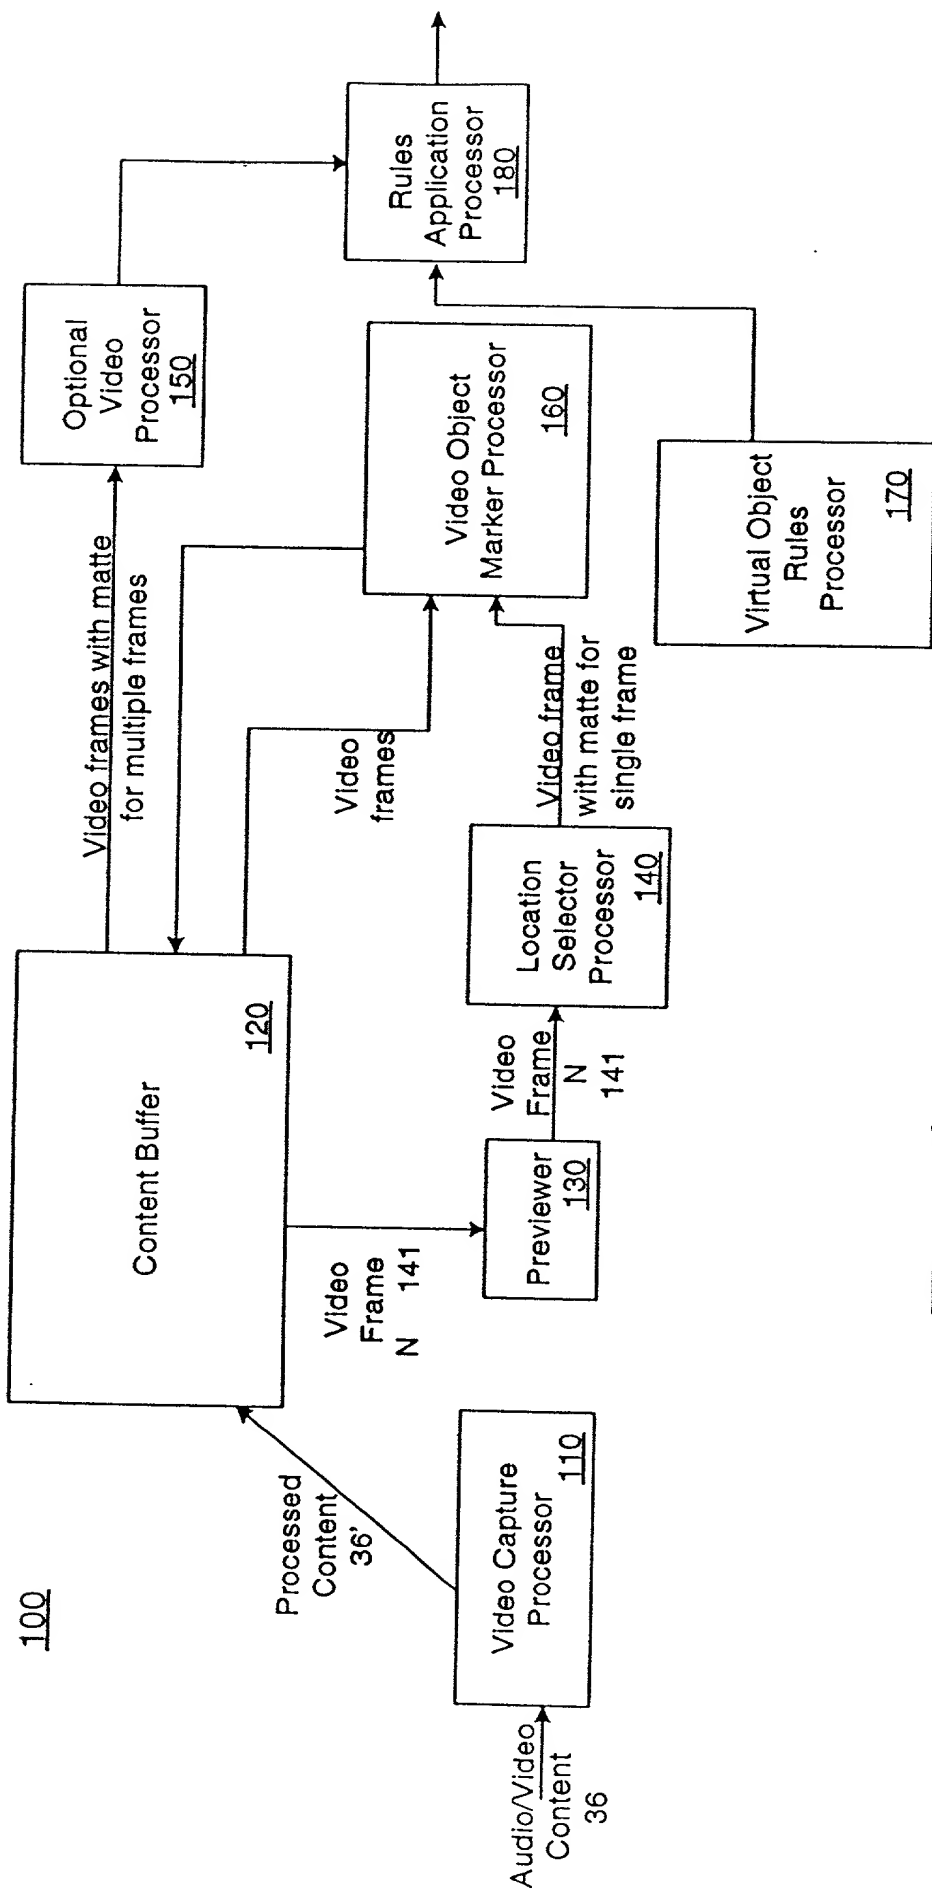 100
Audio/Video
Content
36
Video Capture
Processor
110
Processed
Content
36'
Content Buffer
120
Video
Frame
N 141
Previewer
130
Video
Frame
N
141
Location
Selector
Processor
140
Video frame
with matte for
single frame
Video
frames
Video frames with matte
for multiple frames
Optional
Video
Processor
150
Video Object
Marker Processor
160
Virtual Object
Rules
Processor
170
Rules
Application
Processor
180